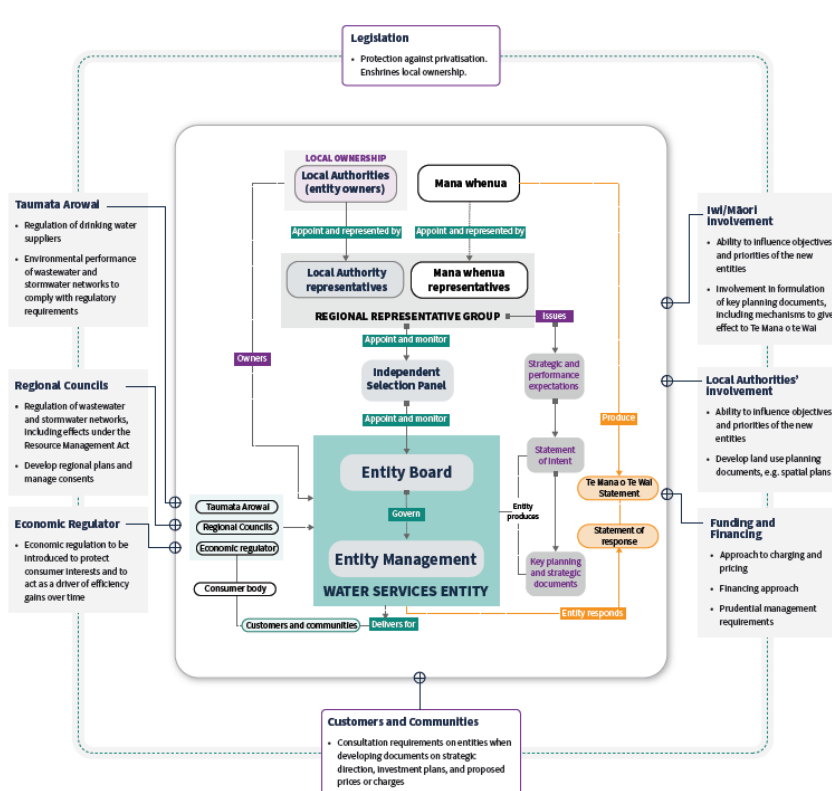 Legislation
• Protection against privatisation.
Enshrines local ownership.
LOCAL OWNERSHIP
Local Authorities
(entity owners)
Mana whenua
Appoint and represented by
Appoint and represented by
Local Authority
representatives
Mana whenua
representatives
REGIONAL REPRESENTATIVE GROUP
Issues
Appoint and monitor
Owners
Independent
Selection Panel
Strategic and
performance
expectations
Appoint and monitor
Produce
Entity Board
Statement
of intent
Te Mana o Te Wai
Statement
Govern
Entity
produces
Statement of
response
Entity Management
Key planning
and strategic
documents
WATER SERVICES ENTITY
Entity responds
Taumata Arowai
Regional Councils
Economic regulator
Consumer body
Customers and communities
Delivers for
Taumata Arowai
• Regulation of drinking water
suppliers
• Environmental performance
of wastewater and
stormwater networks to
comply with regulatory
requirements
Regional Councils
• Regulation of wastewater
and stormwater networks,
including effects under the
Resource Management Act
• Develop regional plans and
manage consents
Economic Regulator
• Economic regulation to be
introduced to protect
consumer interests and to
act as a driver of efficiency
gains over time
Iwi/Māori
involvement
• Ability to influence objectives
and priorities of the new
entities
• Involvement in formulation
of key planning documents,
including mechanisms to give
effect to Te Mana o te Wai
Local Authorities’
involvement
• Ability to influence objectives
and priorities of the new
entities
• Develop land use planning
documents, e.g. spatial plans
Funding and
Financing
• Approach to charging and
pricing
• Financing approach
• Prudential management
requirements
Customers and Communities
• Consultation requirements on entities when
developing documents on strategic
direction, investment plans, and proposed
prices or charges